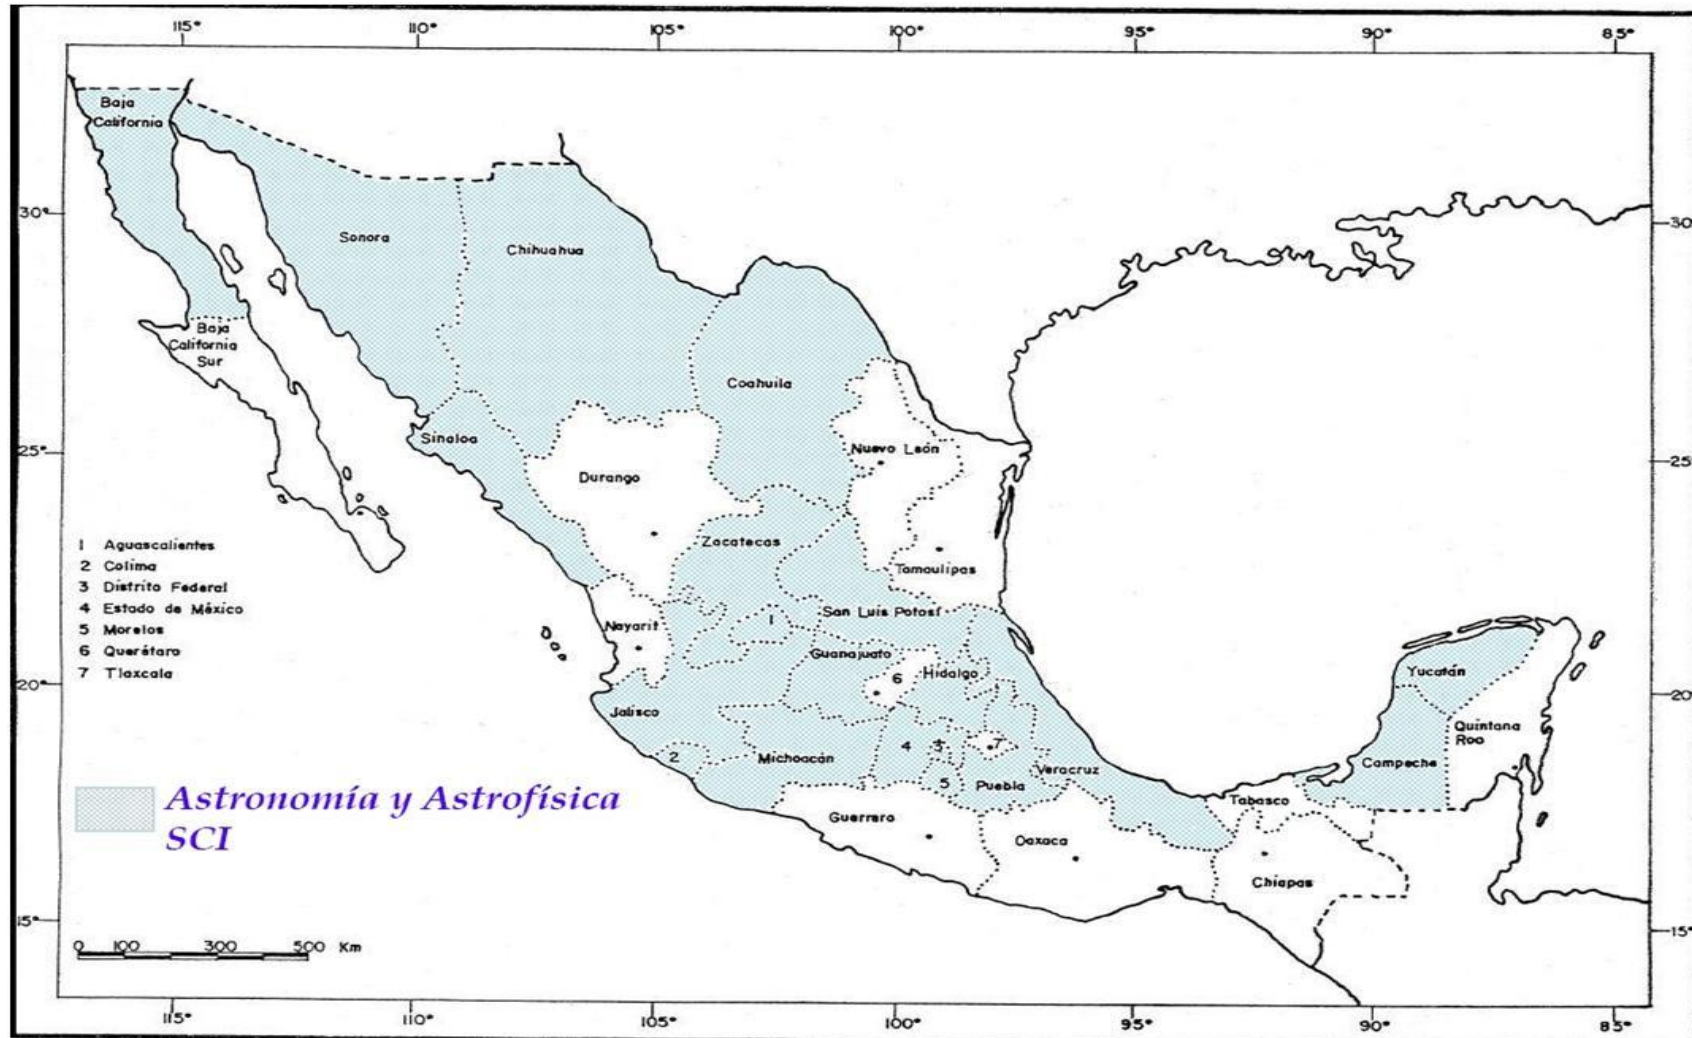 115°
110°
105°
100°
95°
90°
85°
Baja
California
30°
30°
Sonora
Chihuahua
Baja
California
Sur
Coahuila
Sinaloa
Nuevo León
25°
25°
Durango
Zacatecas
1 Aguascalientes
2 Colima
3 Distrito Federal
4 Estado de México
5 Morelos
6 Querétaro
7 Tlaxcala
Tamaulipas
San Luis Potosí
1
Nayarit
Guanajuato
Hidalgo
6
20°
20°
Yucatán
Jalisco
Quintana
Roo
4
3
7
2
Michoacán
5
Puebla
Veracruz
Campeche
Tabasco
Astronomía y Astrofísica
SCI
Guerrero
Oaxaca
Chiapas
15°
15°
0 100 300 500 Km
115°
110°
105°
100°
95°
90°
85°